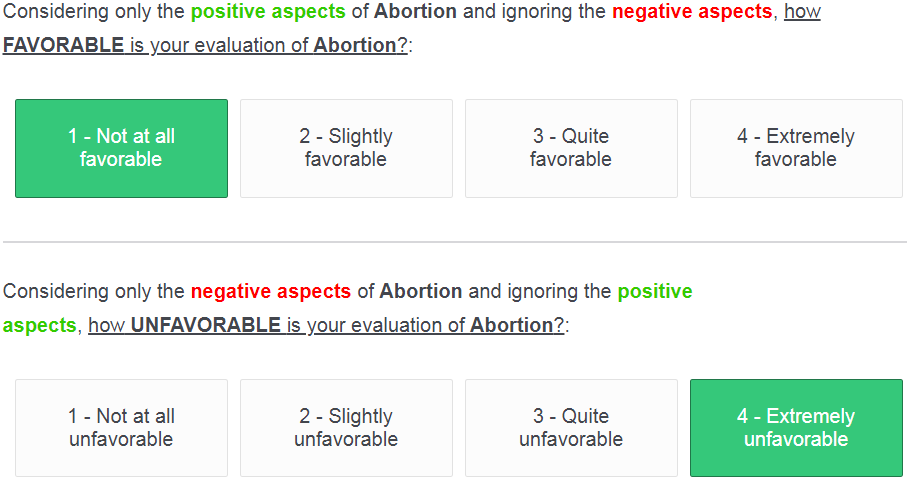 Considering only the positive aspects of Abortion and ignoring the negative aspects, how
FAVORABLE is your evaluation of Abortion?:
1 - Not at all
favorable
2 - Slightly
favorable
3 - Quite
favorable
4 - Extremely
favorable
Considering only the negative aspects of Abortion and ignoring the positive
aspects, how UNFAVORABLE is your evaluation of Abortion?:
1 - Not at all
unfavorable
2 - Slightly
unfavorable
3 - Quite
unfavorable
4 - Extremely
unfavorable